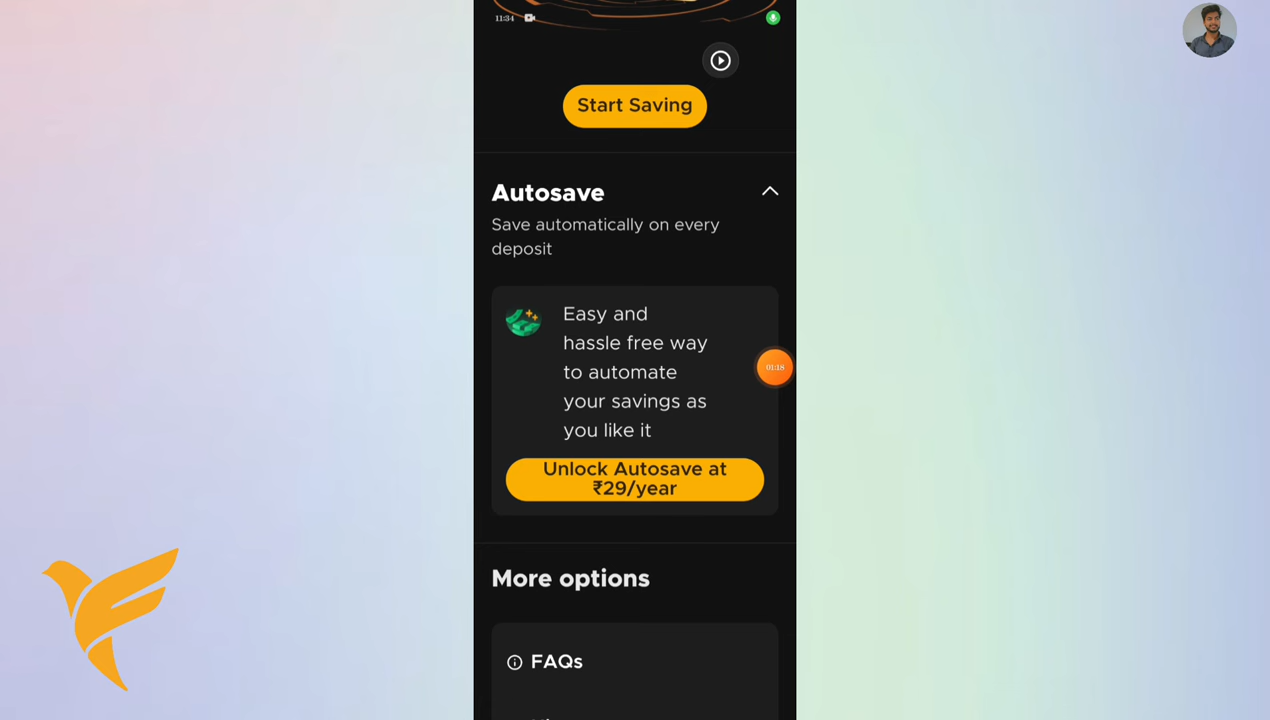 11:34
Start Saving
Autosave
Save automatically on every
deposit
Easy and
hassle free way
to automate
your savings as
you like it
01:18
Unlock Autosave at
₹29/year
More options
FAQs